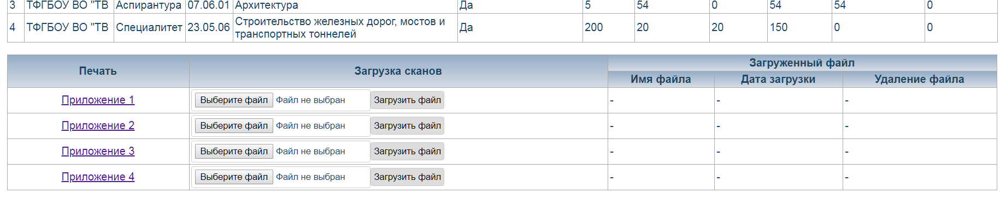 3 ТФГБОУ ВО "ТВ Аспирантура 07.06.01 Архитектура Да 5 54 0 54 54 0
4 ТФГБОУ ВО "ТВ Специалитет 23.05.06 Строительство железных дорог, мостов и транспортных тоннелей Да 200 20 20 150 0 0
Печать Загрузка сканов Загруженный файл
Имя файла Дата загрузки Удаление файла
Приложение 1 Выберите файл Файл не выбран Загрузить файл - - -
Приложение 2 Выберите файл Файл не выбран Загрузить файл - - -
Приложение 3 Выберите файл Файл не выбран Загрузить файл - - -
Приложение 4 Выберите файл Файл не выбран Загрузить файл - - -